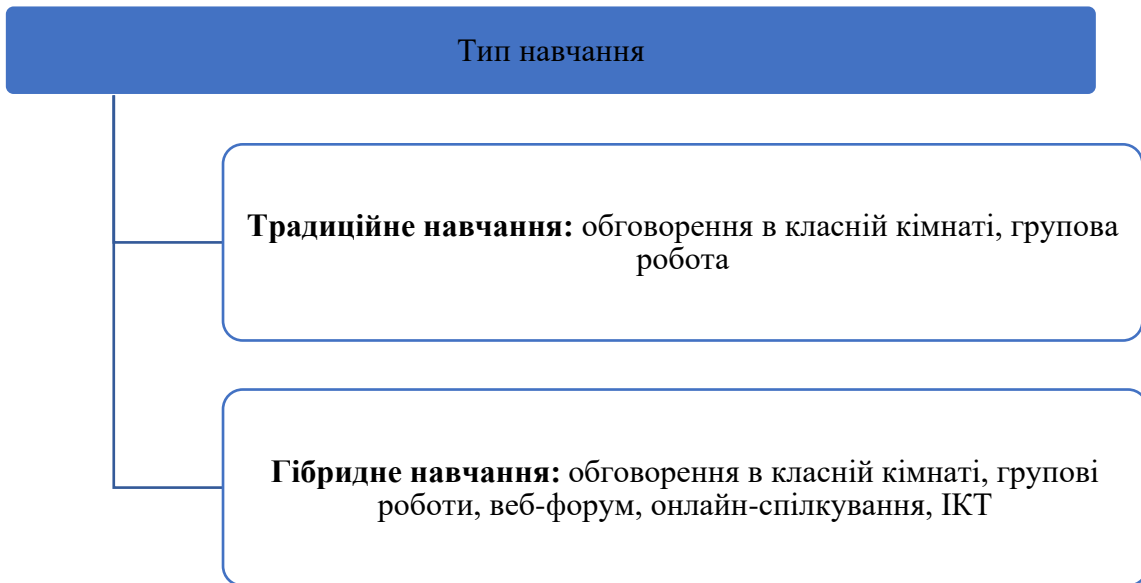 Тип навчання
Традиційне навчання: обговорення в класній кімнаті, групова
робота
Гібридне навчання: обговорення в класній кімнаті, групові
роботи, веб-форум, онлайн-спілкування, ІКТ